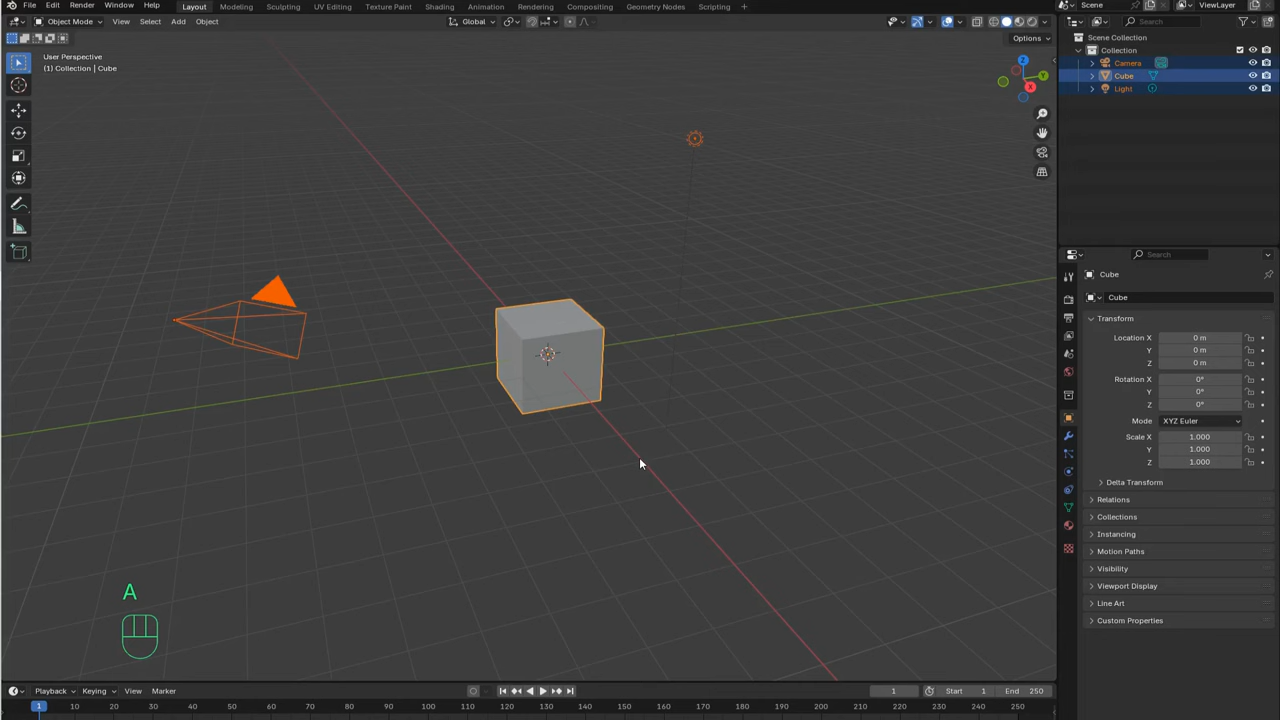 File Edit Render Window Help Layout Modeling Sculpting UV Editing Texture Paint Shading Animation Rendering Compositing Geometry Nodes Scripting + Scene ViewLayer
Object Mode View Select Add Object Global Search
Options
User Perspective
(1) Collection | Cube
Z
Y
X
Scene Collection
Collection
Camera
Cube
Light
Search
Cube
Cube
Transform
Location X 0 m
Y 0 m
Z 0 m
Rotation X 0°
Y 0°
Z 0°
Mode XYZ Euler
Scale X 1.000
Y 1.000
Z 1.000
Delta Transform
Relations
Collections
Instancing
Motion Paths
Visibility
Viewport Display
Line Art
Custom Properties
A
Playback Keying View Marker 1 Start 1 End 250
1 10 20 30 40 50 60 70 80 90 100 110 120 130 140 150 160 170 180 190 200 210 220 230 240 250